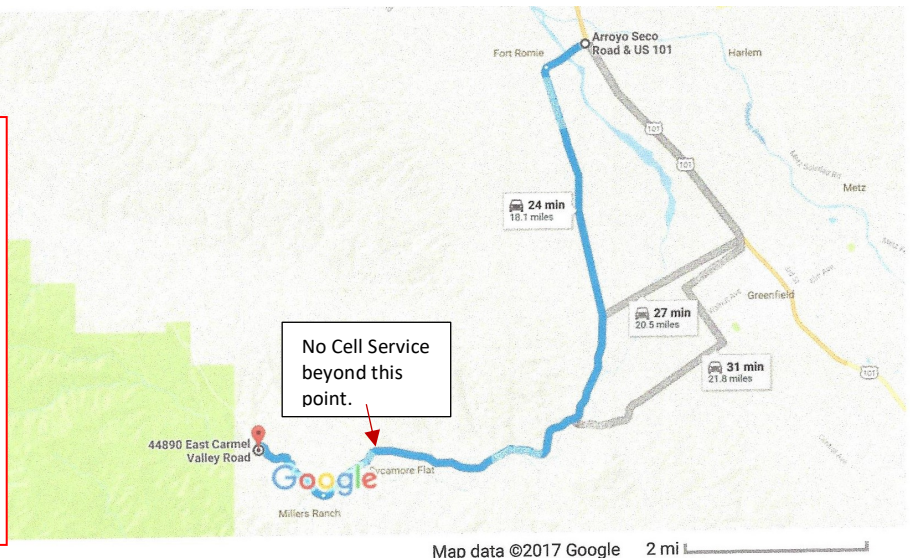 Arroyo Seco
Road & US 101
Fort Romie
Harlem
101
101
Metz
24 min
18.1 miles
Greenfield
27 min
20.5 miles
31 min
21.8 miles
101
No Cell Service
beyond this
point.
44890 East Carmel
Valley Road
Sycamore Flat
Google
Millers Ranch
Map data ©2017 Google
2 mi